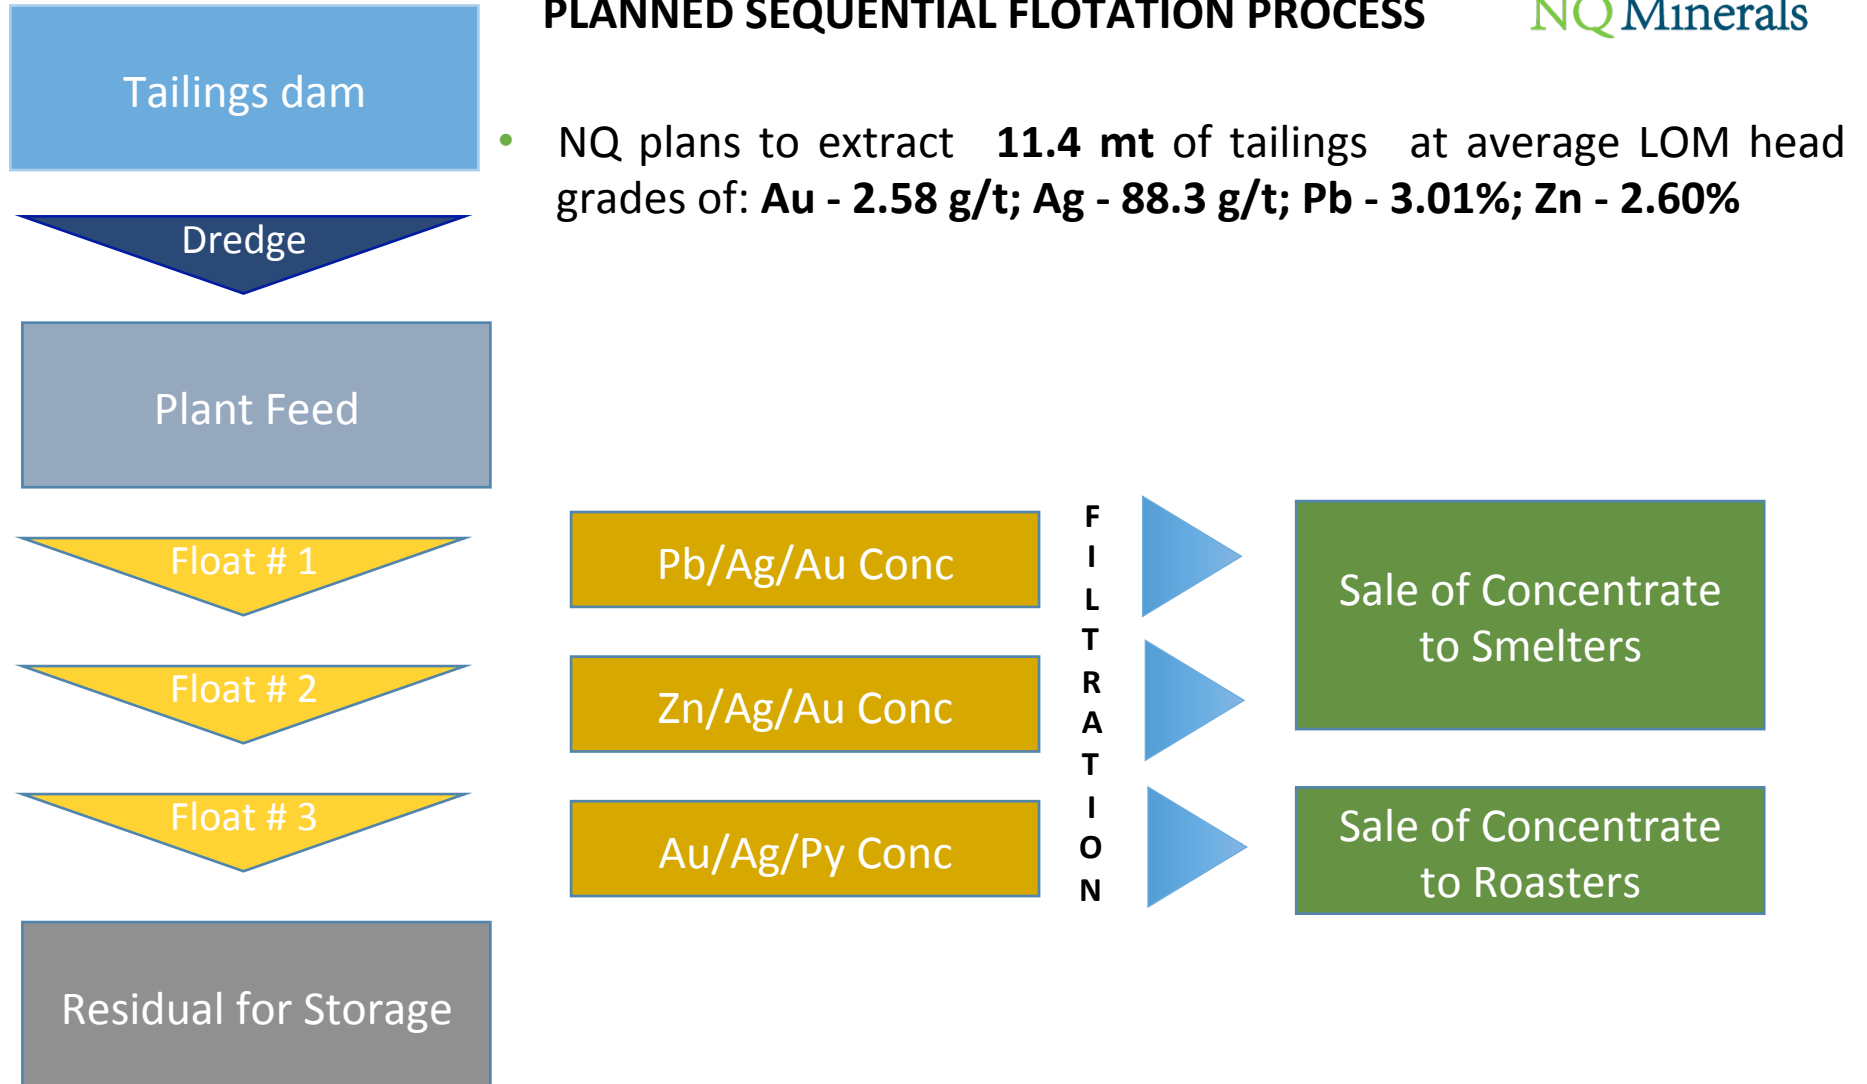 PLANNED SEQUENTIAL FLOTATION PROCESS
NQ Minerals
Tailings dam
• NQ plans to extract 11.4 mt of tailings at average LOM head
grades of: Au - 2.58 g/t; Ag - 88.3 g/t; Pb - 3.01%; Zn - 2.60%
Dredge
Plant Feed
Float # 1
Float # 2
Float # 3
Residual for Storage
Pb/Ag/Au Conc
Zn/Ag/Au Conc
Au/Ag/Py Conc
F
I
L
T
R
A
T
I
O
N
Sale of Concentrate
to Smelters
Sale of Concentrate
to Roasters